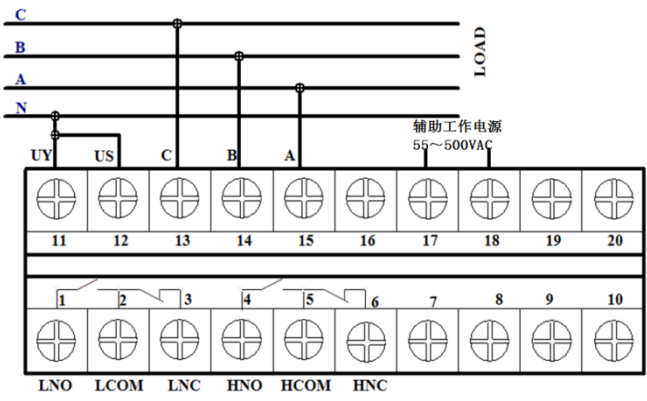 C
B
A
N
LOAD
辅助工作电源
55～500VAC
UY US C B A
11 12 13 14 15 16 17 18 19 20
1 2 3 4 5 6 7 8 9 10
LNO LCOM LNC HNO HCOM HNC